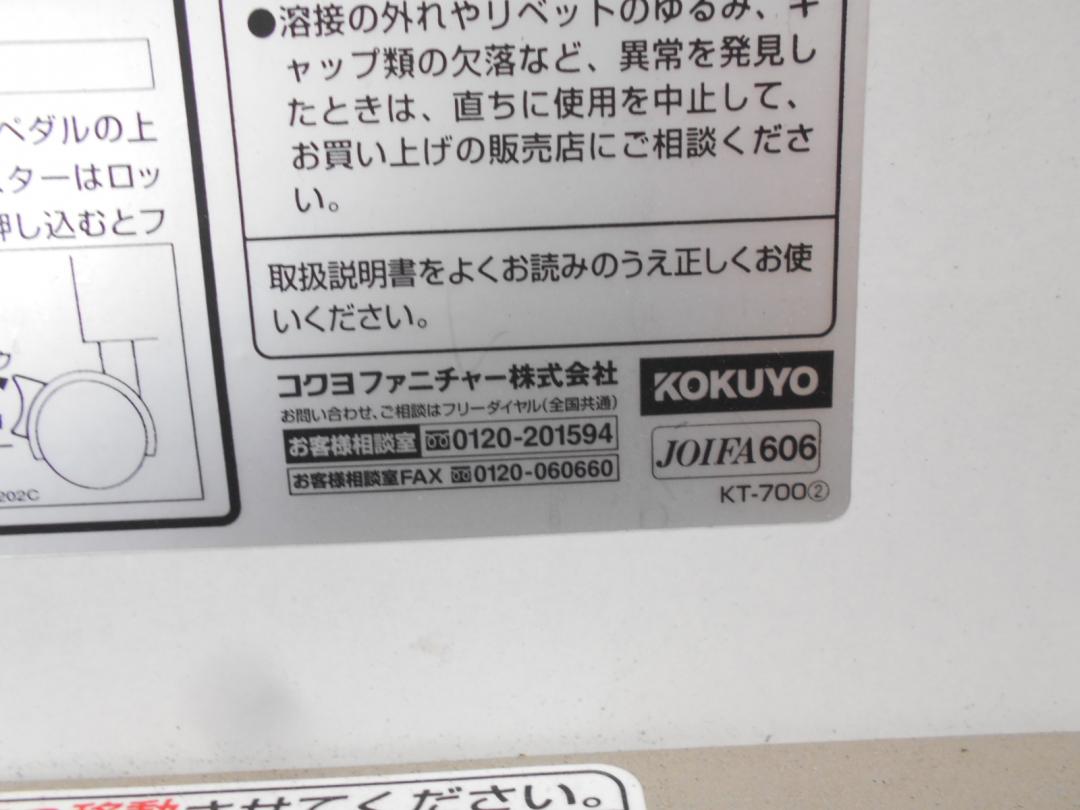 ペダルの上
スターはロッ
押し込むとフ
ク
202C
●溶接の外れやリベットのゆるみ、キ
ャップ類の欠落など、異常を発見し
たときは、直ちに使用を中止して、
お買い上げの販売店にご相談くださ
い。
取扱説明書をよくお読みのうえ正しくお使
いください。
コクヨファニチャー株式会社
お問い合わせ、ご相談はフリーダイヤル(全国共通)
お客様相談室 0120-201594
お客様相談室FAX 0120-060660
KOKUYO
JOIFA606
KT-700②
移動させてください。